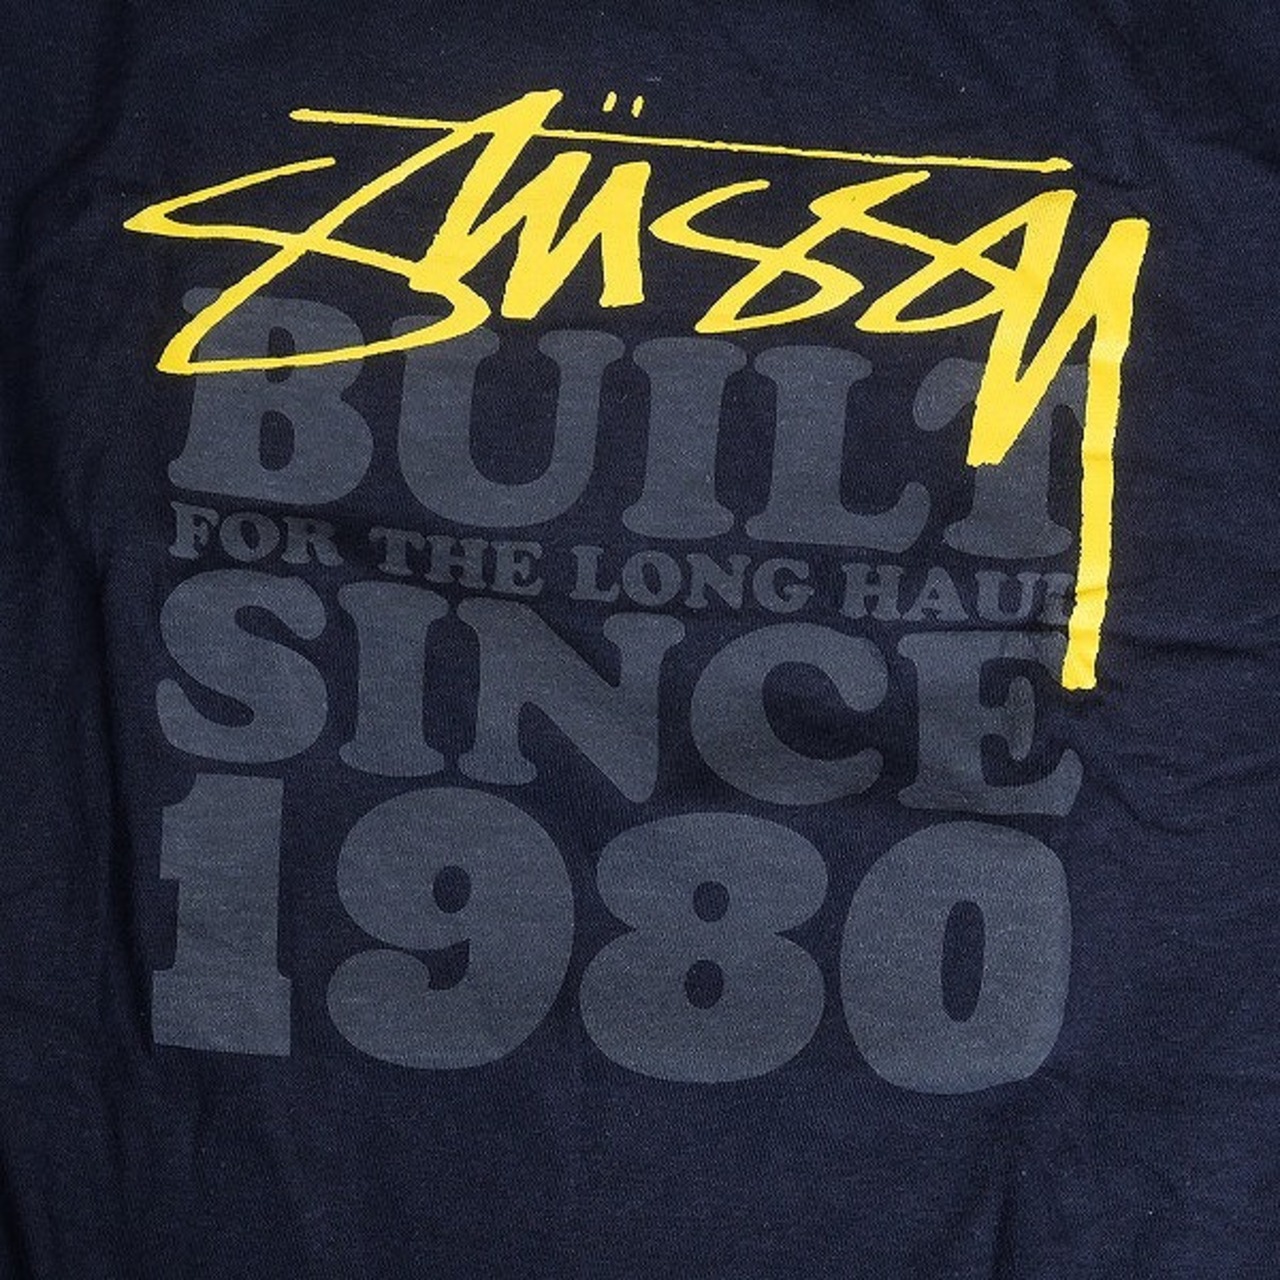 Stüssy
BUILT
FOR THE LONG HAUL
SINCE
1980